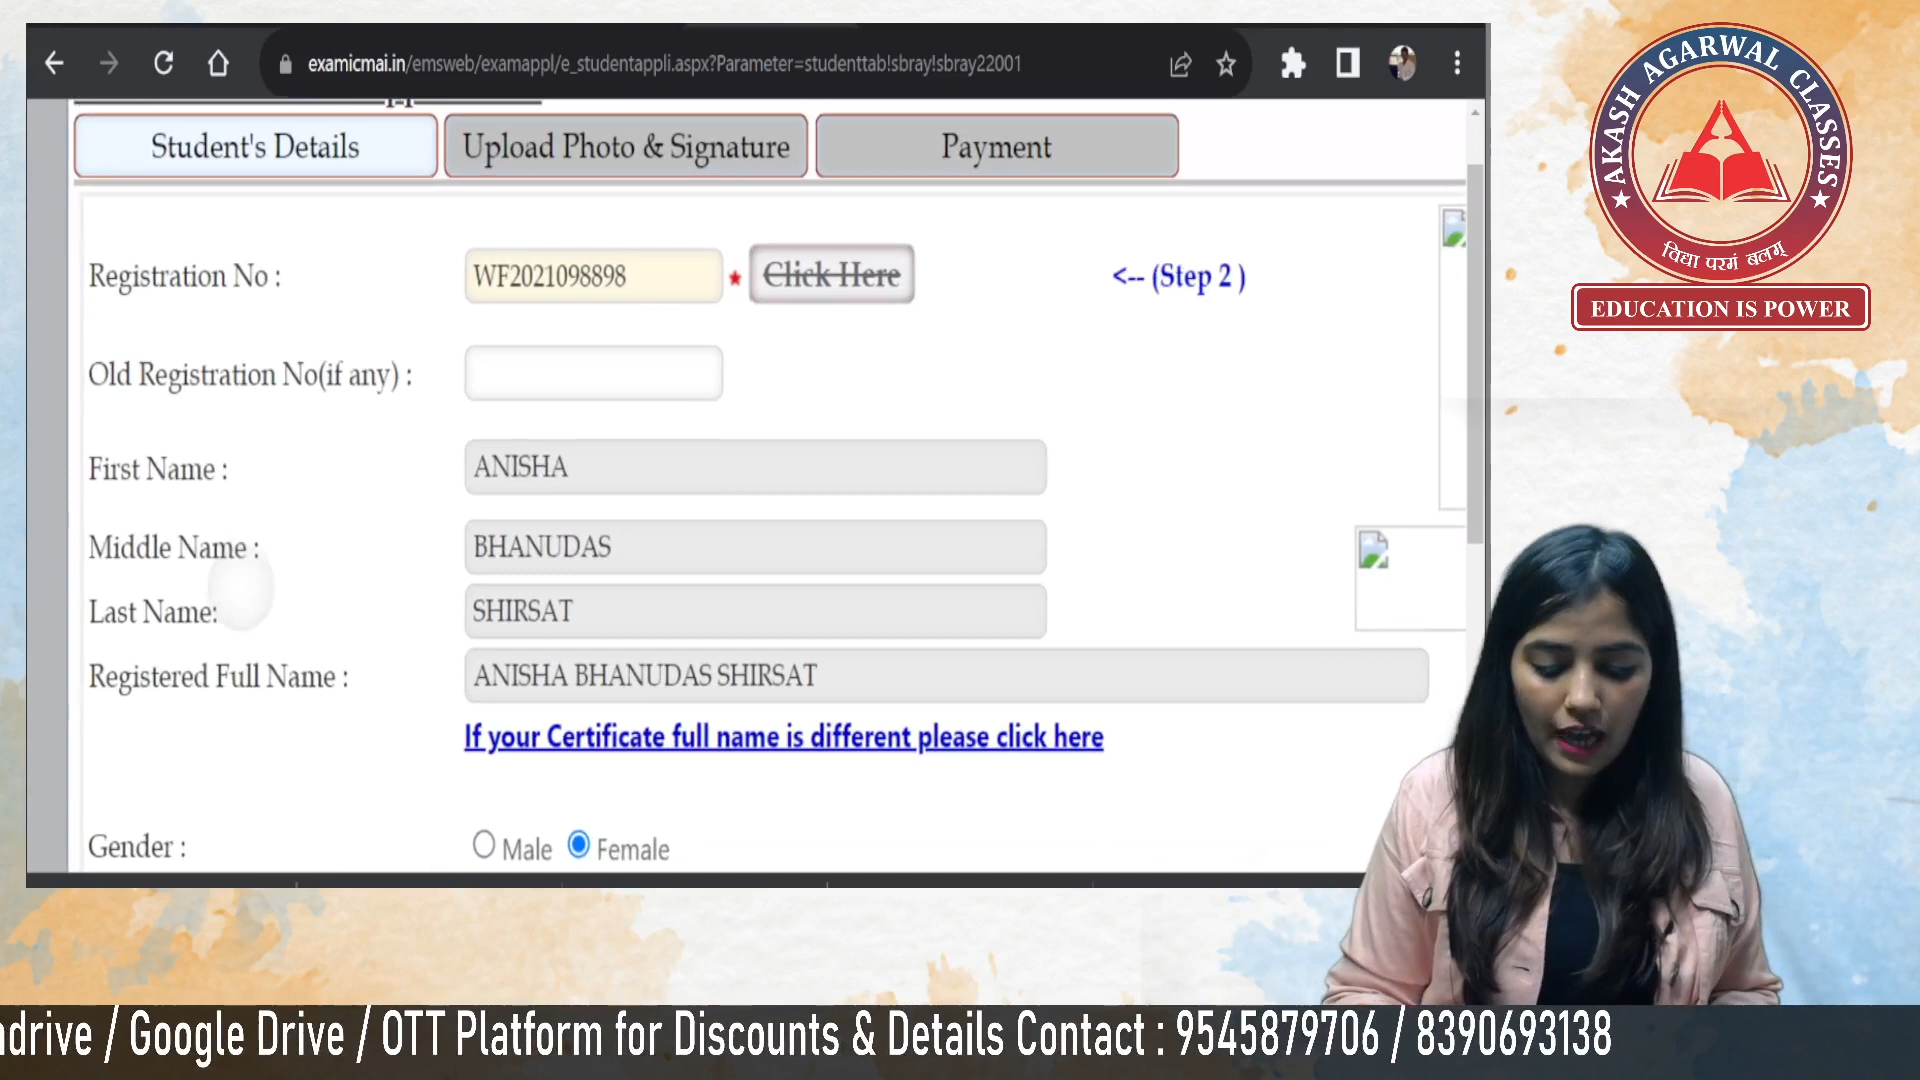 examicmai.in/emsweb/examappl/e_studentappli.aspx?Parameter=studenttab!sbray!sbray22001
Student's Details
Upload Photo & Signature
Payment
Registration No :
WF2021098898
*
Click Here
<-- (Step 2 )
Old Registration No(if any) :
First Name :
ANISHA
Middle Name :
BHANUDAS
Last Name:
SHIRSAT
Registered Full Name :
ANISHA BHANUDAS SHIRSAT
If your Certificate full name is different please click here
Gender :
Male
Female
AKASH AGARWAL CLASSES
विद्या परमं बलम्
EDUCATION IS POWER
/ Google Drive / OTT Platform for Discounts & Details Contact : 9545879706 / 8390693138